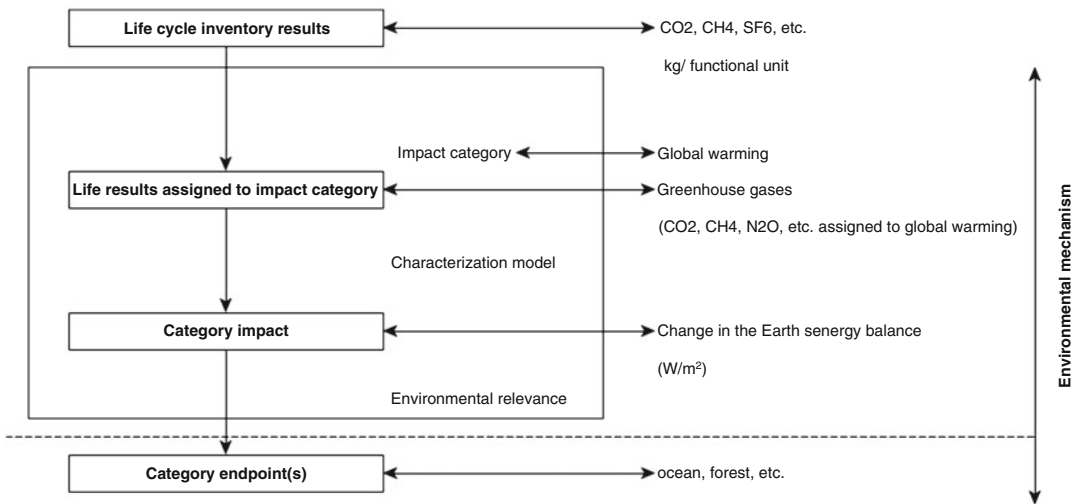 Life cycle inventory results
CO2, CH4, SF6, etc.
kg/ functional unit
Impact category
Global warming
Life results assigned to impact category
Greenhouse gases
(CO2, CH4, N2O, etc. assigned to global warming)
Characterization model
Category impact
Change in the Earth senergy balance
(W/m²)
Environmental relevance
Category endpoint(s)
ocean, forest, etc.
Environmental mechanism